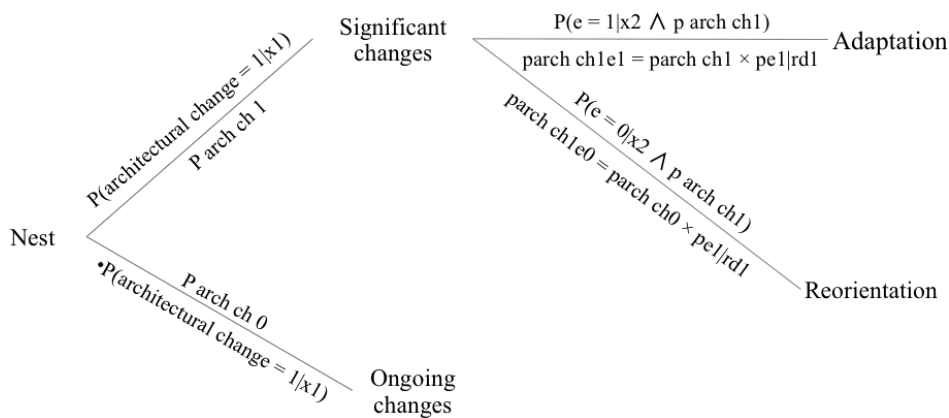 Nest
P(architectural change = 1|x1)
P arch ch 1
Significant
changes
P(e = 1|x2 ∧ p arch ch1)
parch ch1e1 = parch ch1 × pe1|rd1
Adaptation
P(e = 0|x2 ∧ p arch ch1)
parch ch1e0 = parch ch0 × pe1|rd1
Reorientation
P arch ch 0
•P(architectural change = 1|x1)
Ongoing
changes